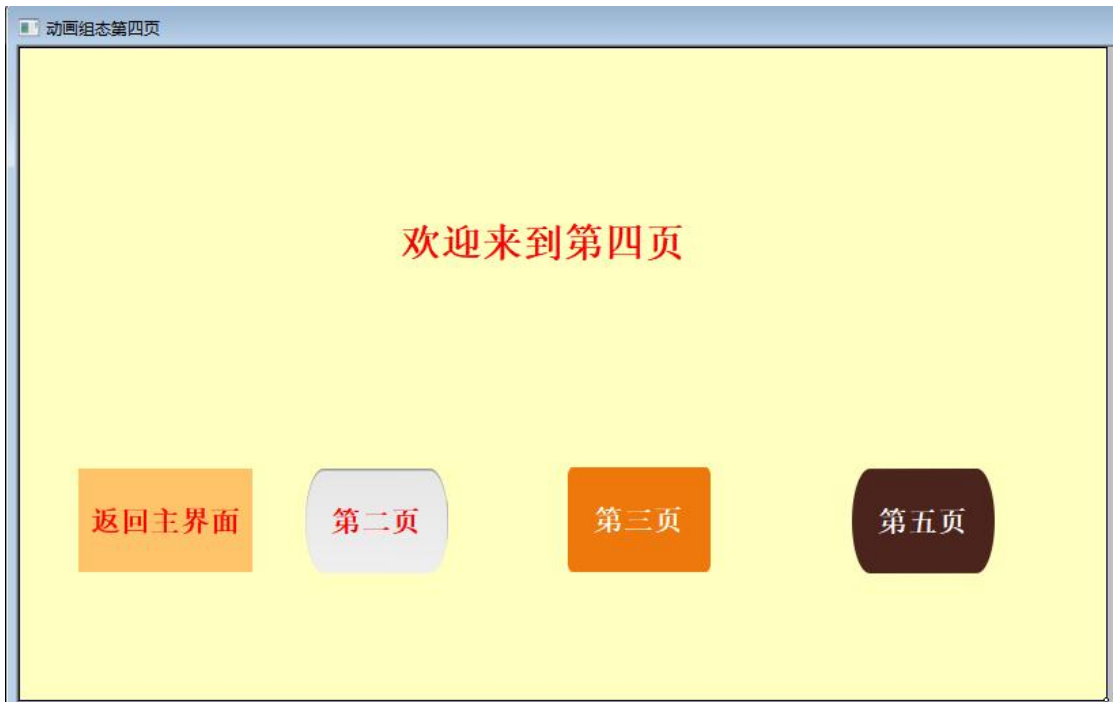 动画组态第四页
欢迎来到第四页
返回主界面
第二页
第三页
第五页